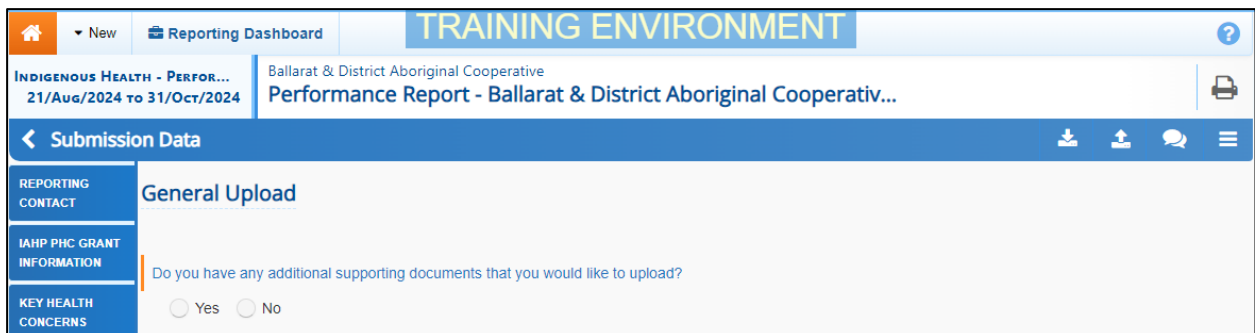 New
Reporting Dashboard
TRAINING ENVIRONMENT
Indigenous Health - Perfor...
21/Aug/2024 to 31/Oct/2024
Ballarat & District Aboriginal Cooperative
Performance Report - Ballarat & District Aboriginal Cooperativ...
Submission Data
REPORTING
CONTACT
General Upload
IAHP PHC GRANT
INFORMATION
Do you have any additional supporting documents that you would like to upload?
KEY HEALTH
CONCERNS
Yes No